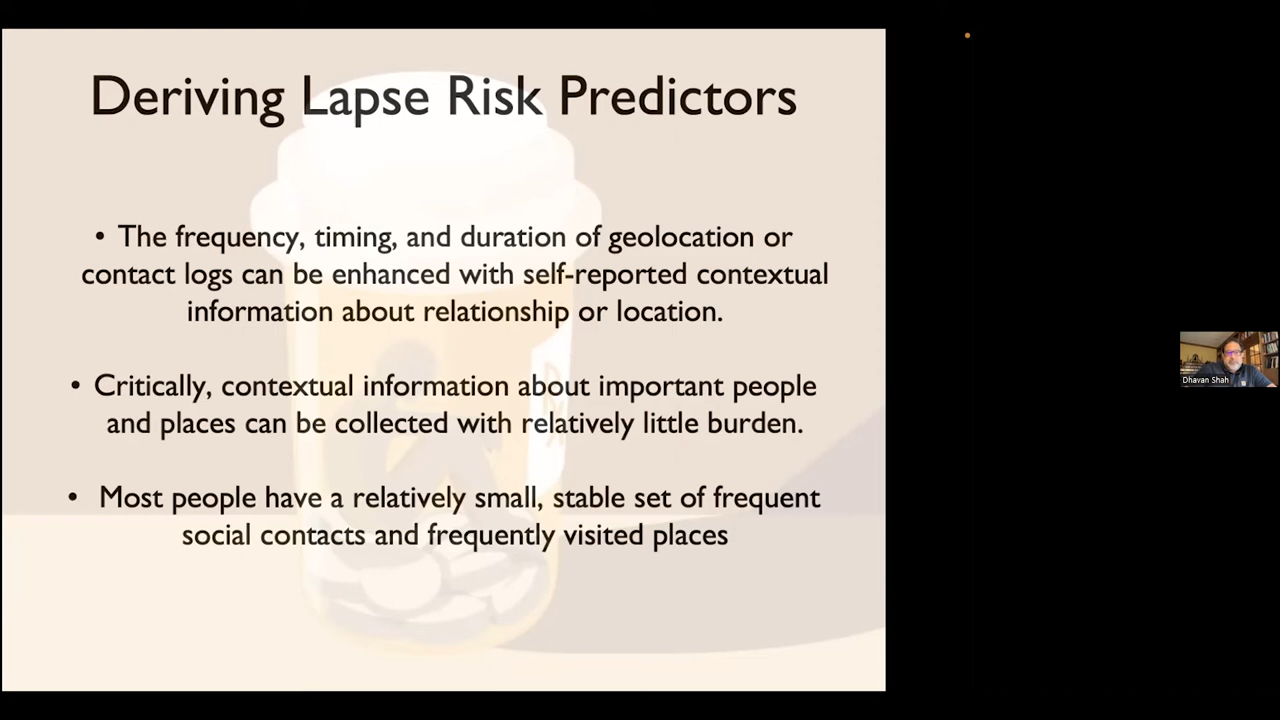 Deriving Lapse Risk Predictors
• The frequency, timing, and duration of geolocation or
contact logs can be enhanced with self-reported contextual
information about relationship or location.
• Critically, contextual information about important people
and places can be collected with relatively little burden.
• Most people have a relatively small, stable set of frequent
social contacts and frequently visited places
Dhavan Shah